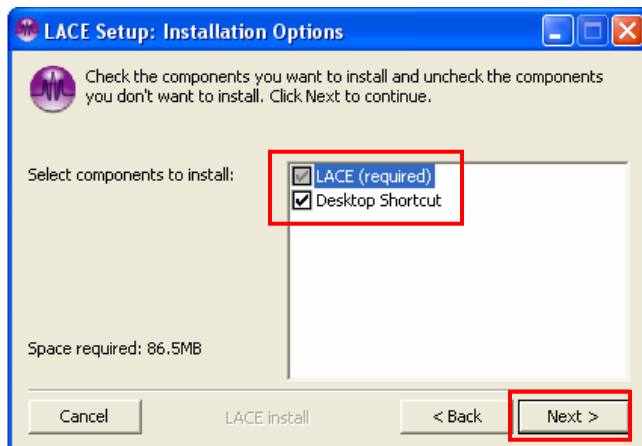 LACE Setup: Installation Options
Check the components you want to install and uncheck the components
you don't want to install. Click Next to continue.
Select components to install:
LACE (required)
Desktop Shortcut
Space required: 86.5MB
Cancel
LACE install
< Back
Next >